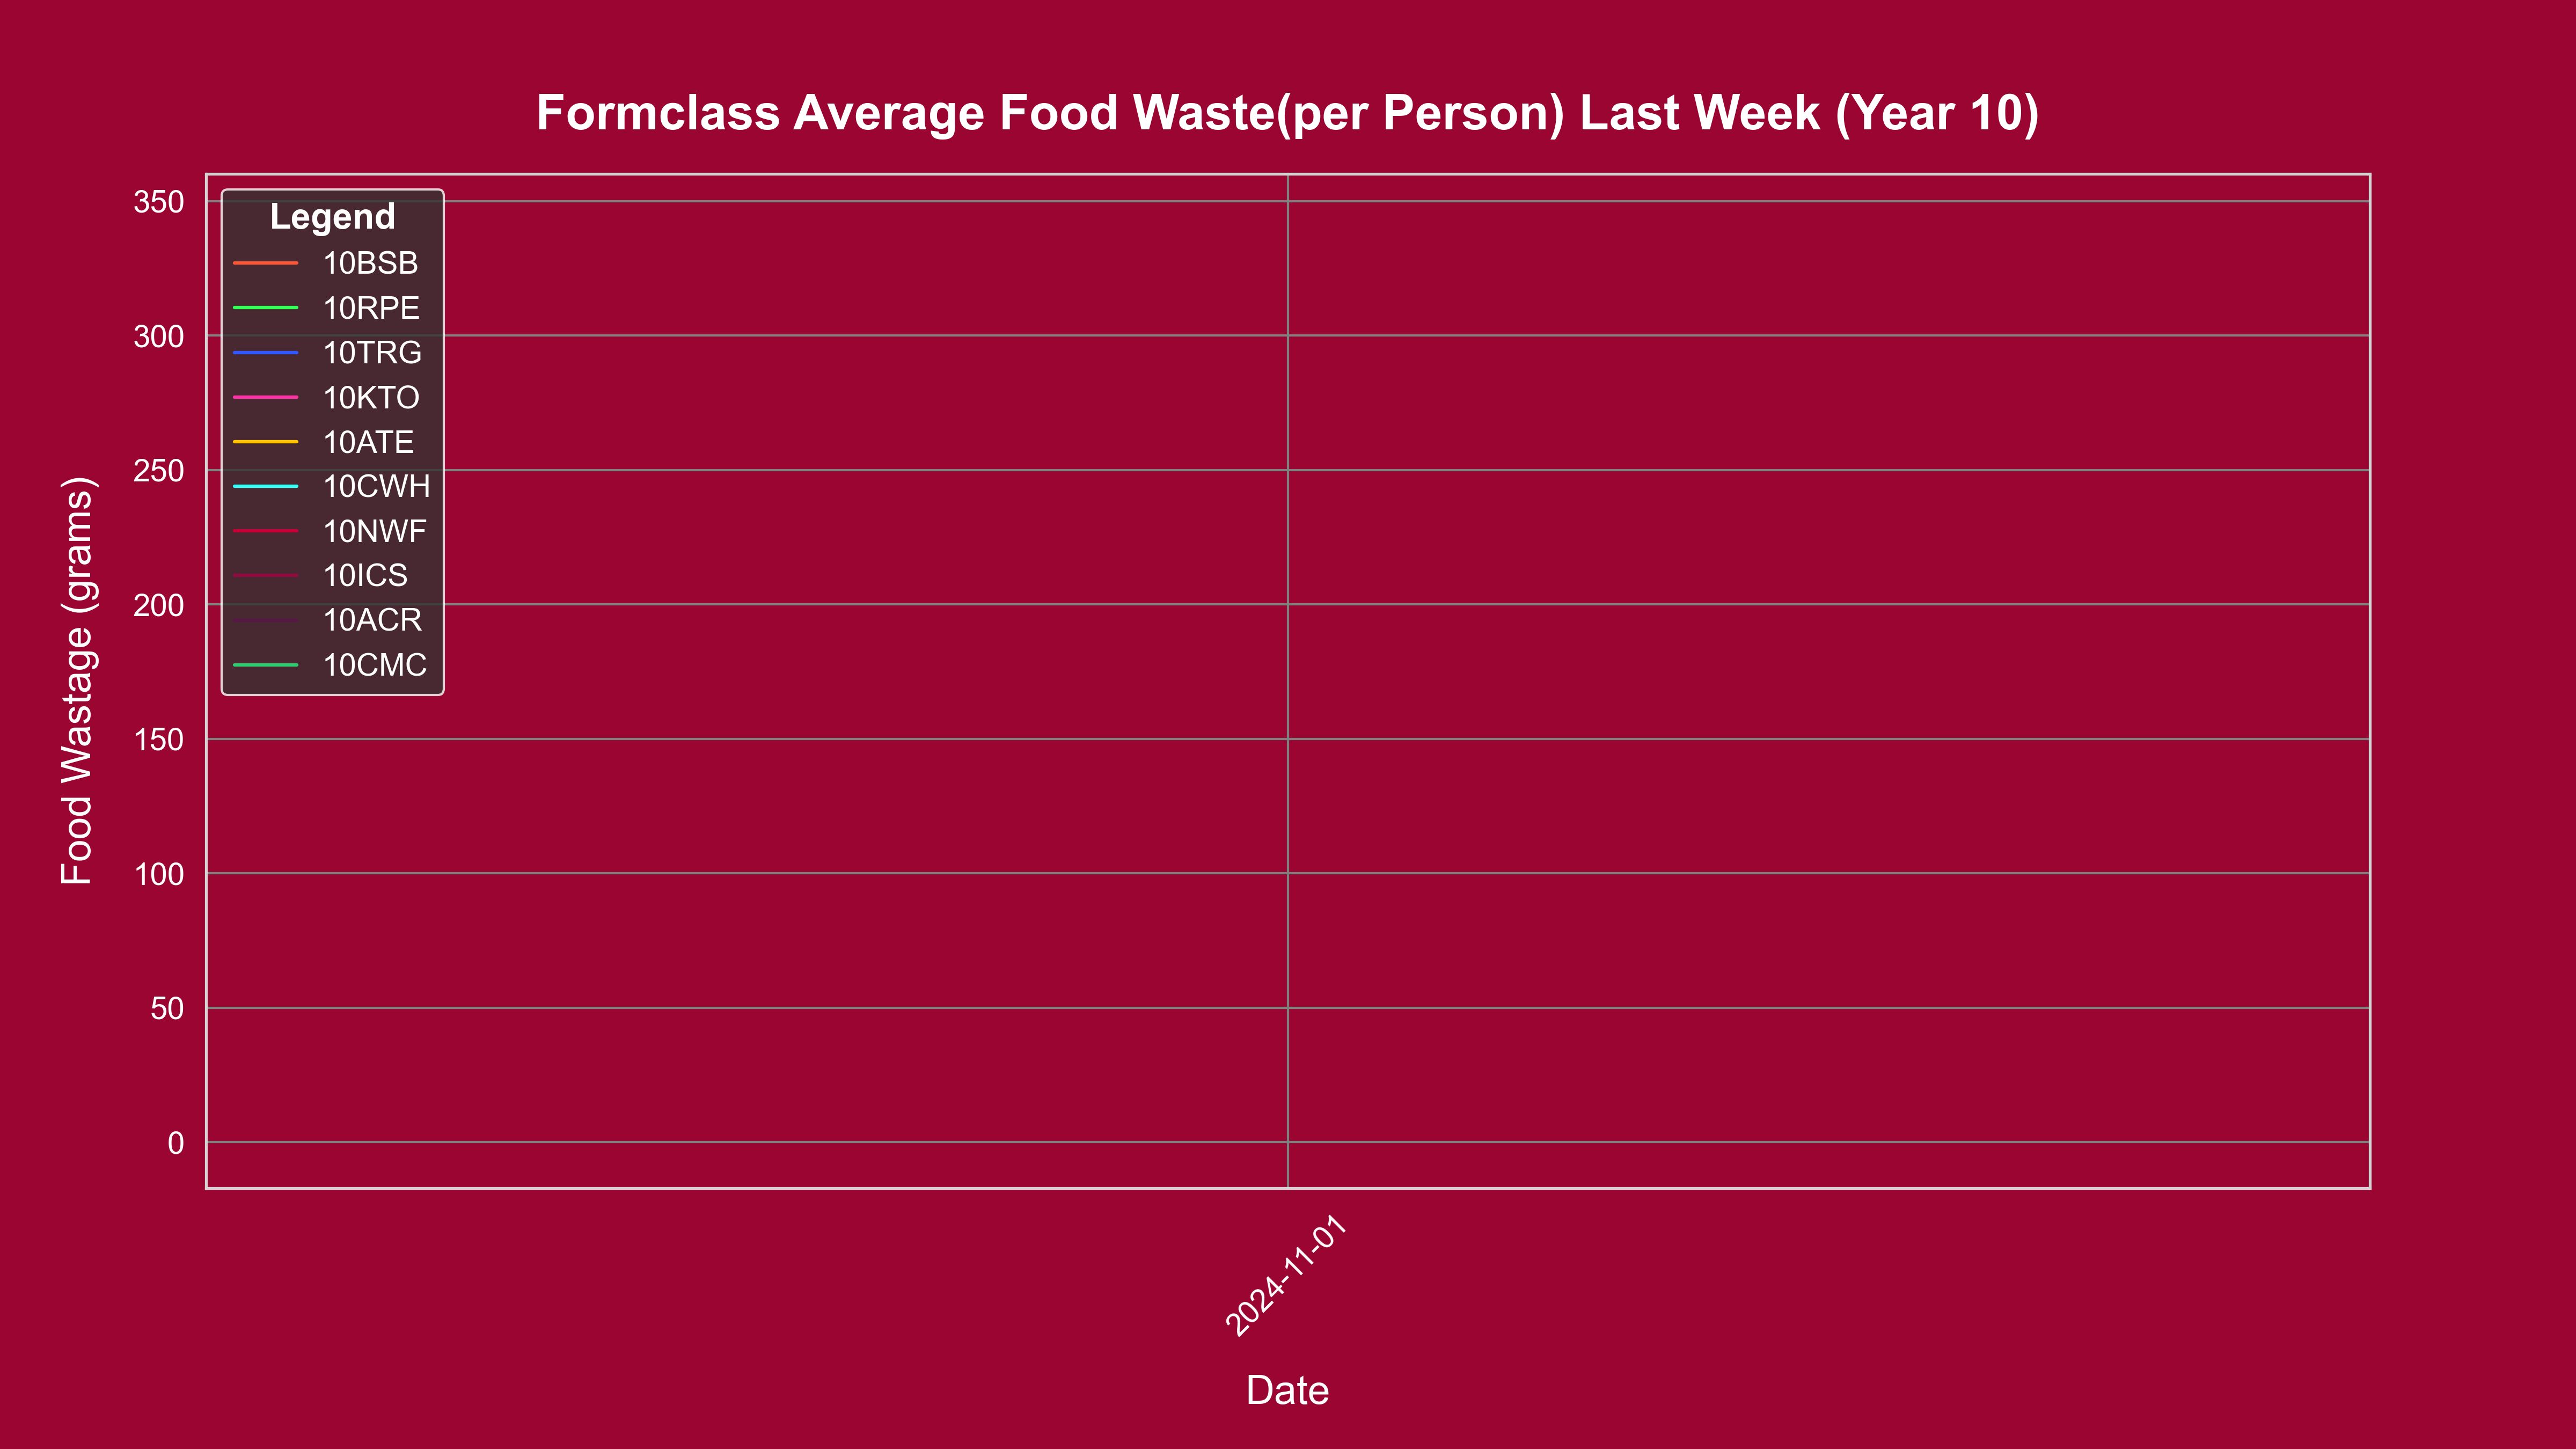 Formclass Average Food Waste(per Person) Last Week (Year 10)
Legend
10BSB
10RPE
10TRG
10KTO
10ATE
10CWH
10NWF
10ICS
10ACR
10CMC
350
300
250
200
150
100
50
0
Food Wastage (grams)
2024-11-01
Date